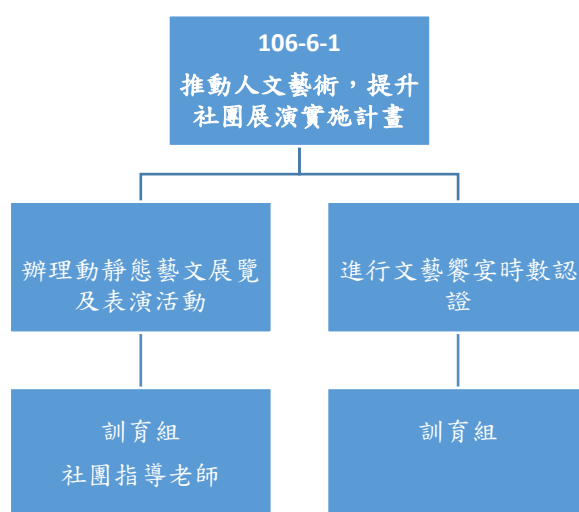 106-6-1
推動人文藝術，提升
社團展演實施計畫
辦理動靜態藝文展覽
及表演活動
進行文藝饗宴時數認
證
訓育組
社團指導老師
訓育組